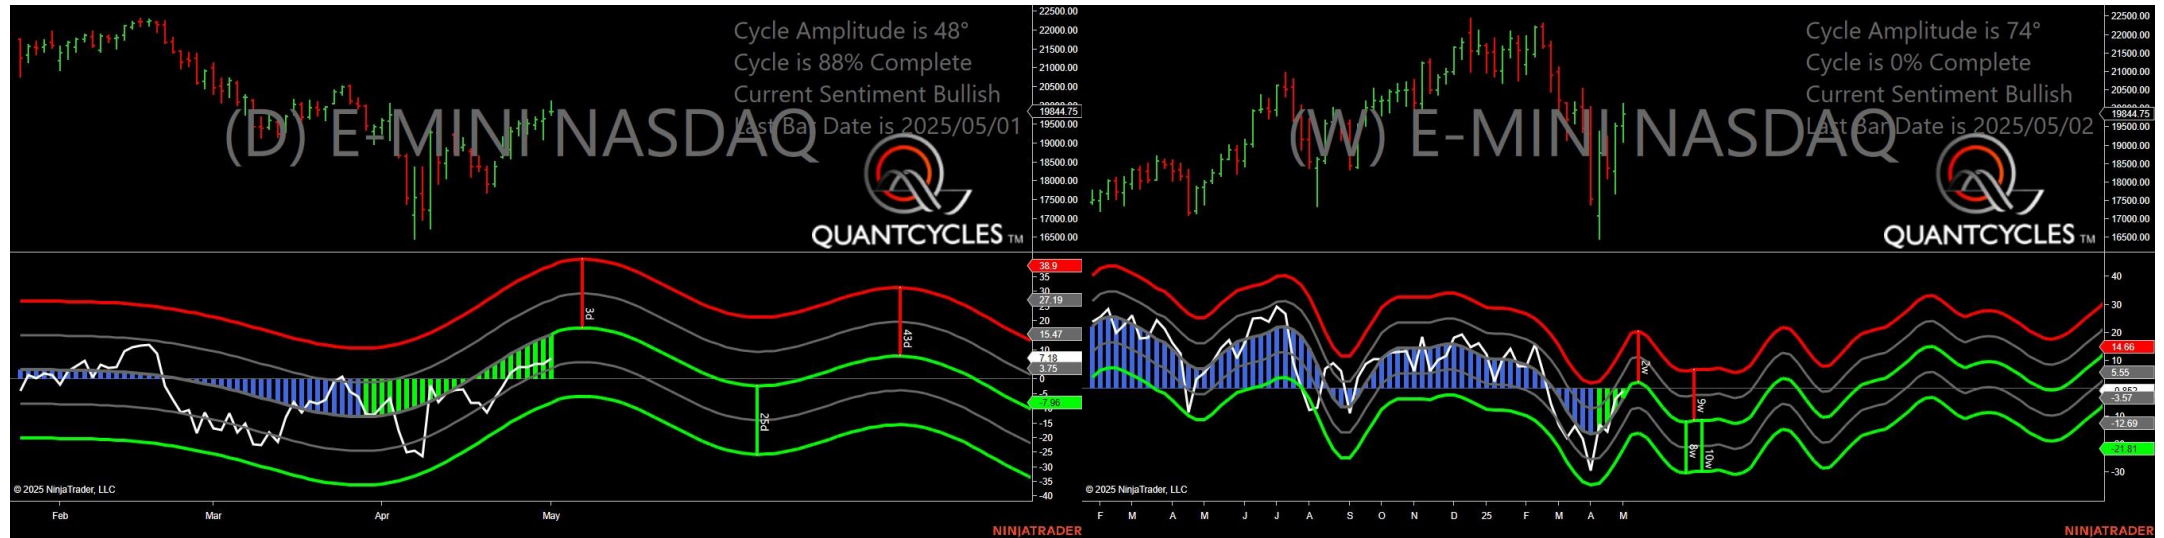 Cycle Amplitude is 48°
Cycle is 88% Complete
Current Sentiment Bullish
Last Bar Date is 2025/05/01
(D) E-MINI NASDAQ
QUANTCYCLES TM
22500.00
22000.00
21500.00
21000.00
20500.00
19844.75
19500.00
19000.00
18500.00
18000.00
17500.00
17000.00
16500.00
38.9
35
30
27.19
20
15.47
10
7.18
3.75
0
-5
-7.96
-10
-15
-20
-25
-30
-35
-40
3d
25d
43d
© 2025 NinjaTrader, LLC
Feb
Mar
Apr
May
NINJATRADER
Cycle Amplitude is 74°
Cycle is 0% Complete
Current Sentiment Bullish
Last Bar Date is 2025/05/02
(W) E-MINI NASDAQ
QUANTCYCLES TM
22500.00
22000.00
21500.00
21000.00
20500.00
19844.75
19500.00
19000.00
18500.00
18000.00
17500.00
17000.00
16500.00
40
30
20
14.66
10
5.55
-3.57
-12.69
-21.81
-30
2w
9w
8w
10w
© 2025 NinjaTrader, LLC
F
M
A
M
J
J
A
S
O
N
D
25
F
M
A
M
NINJATRADER